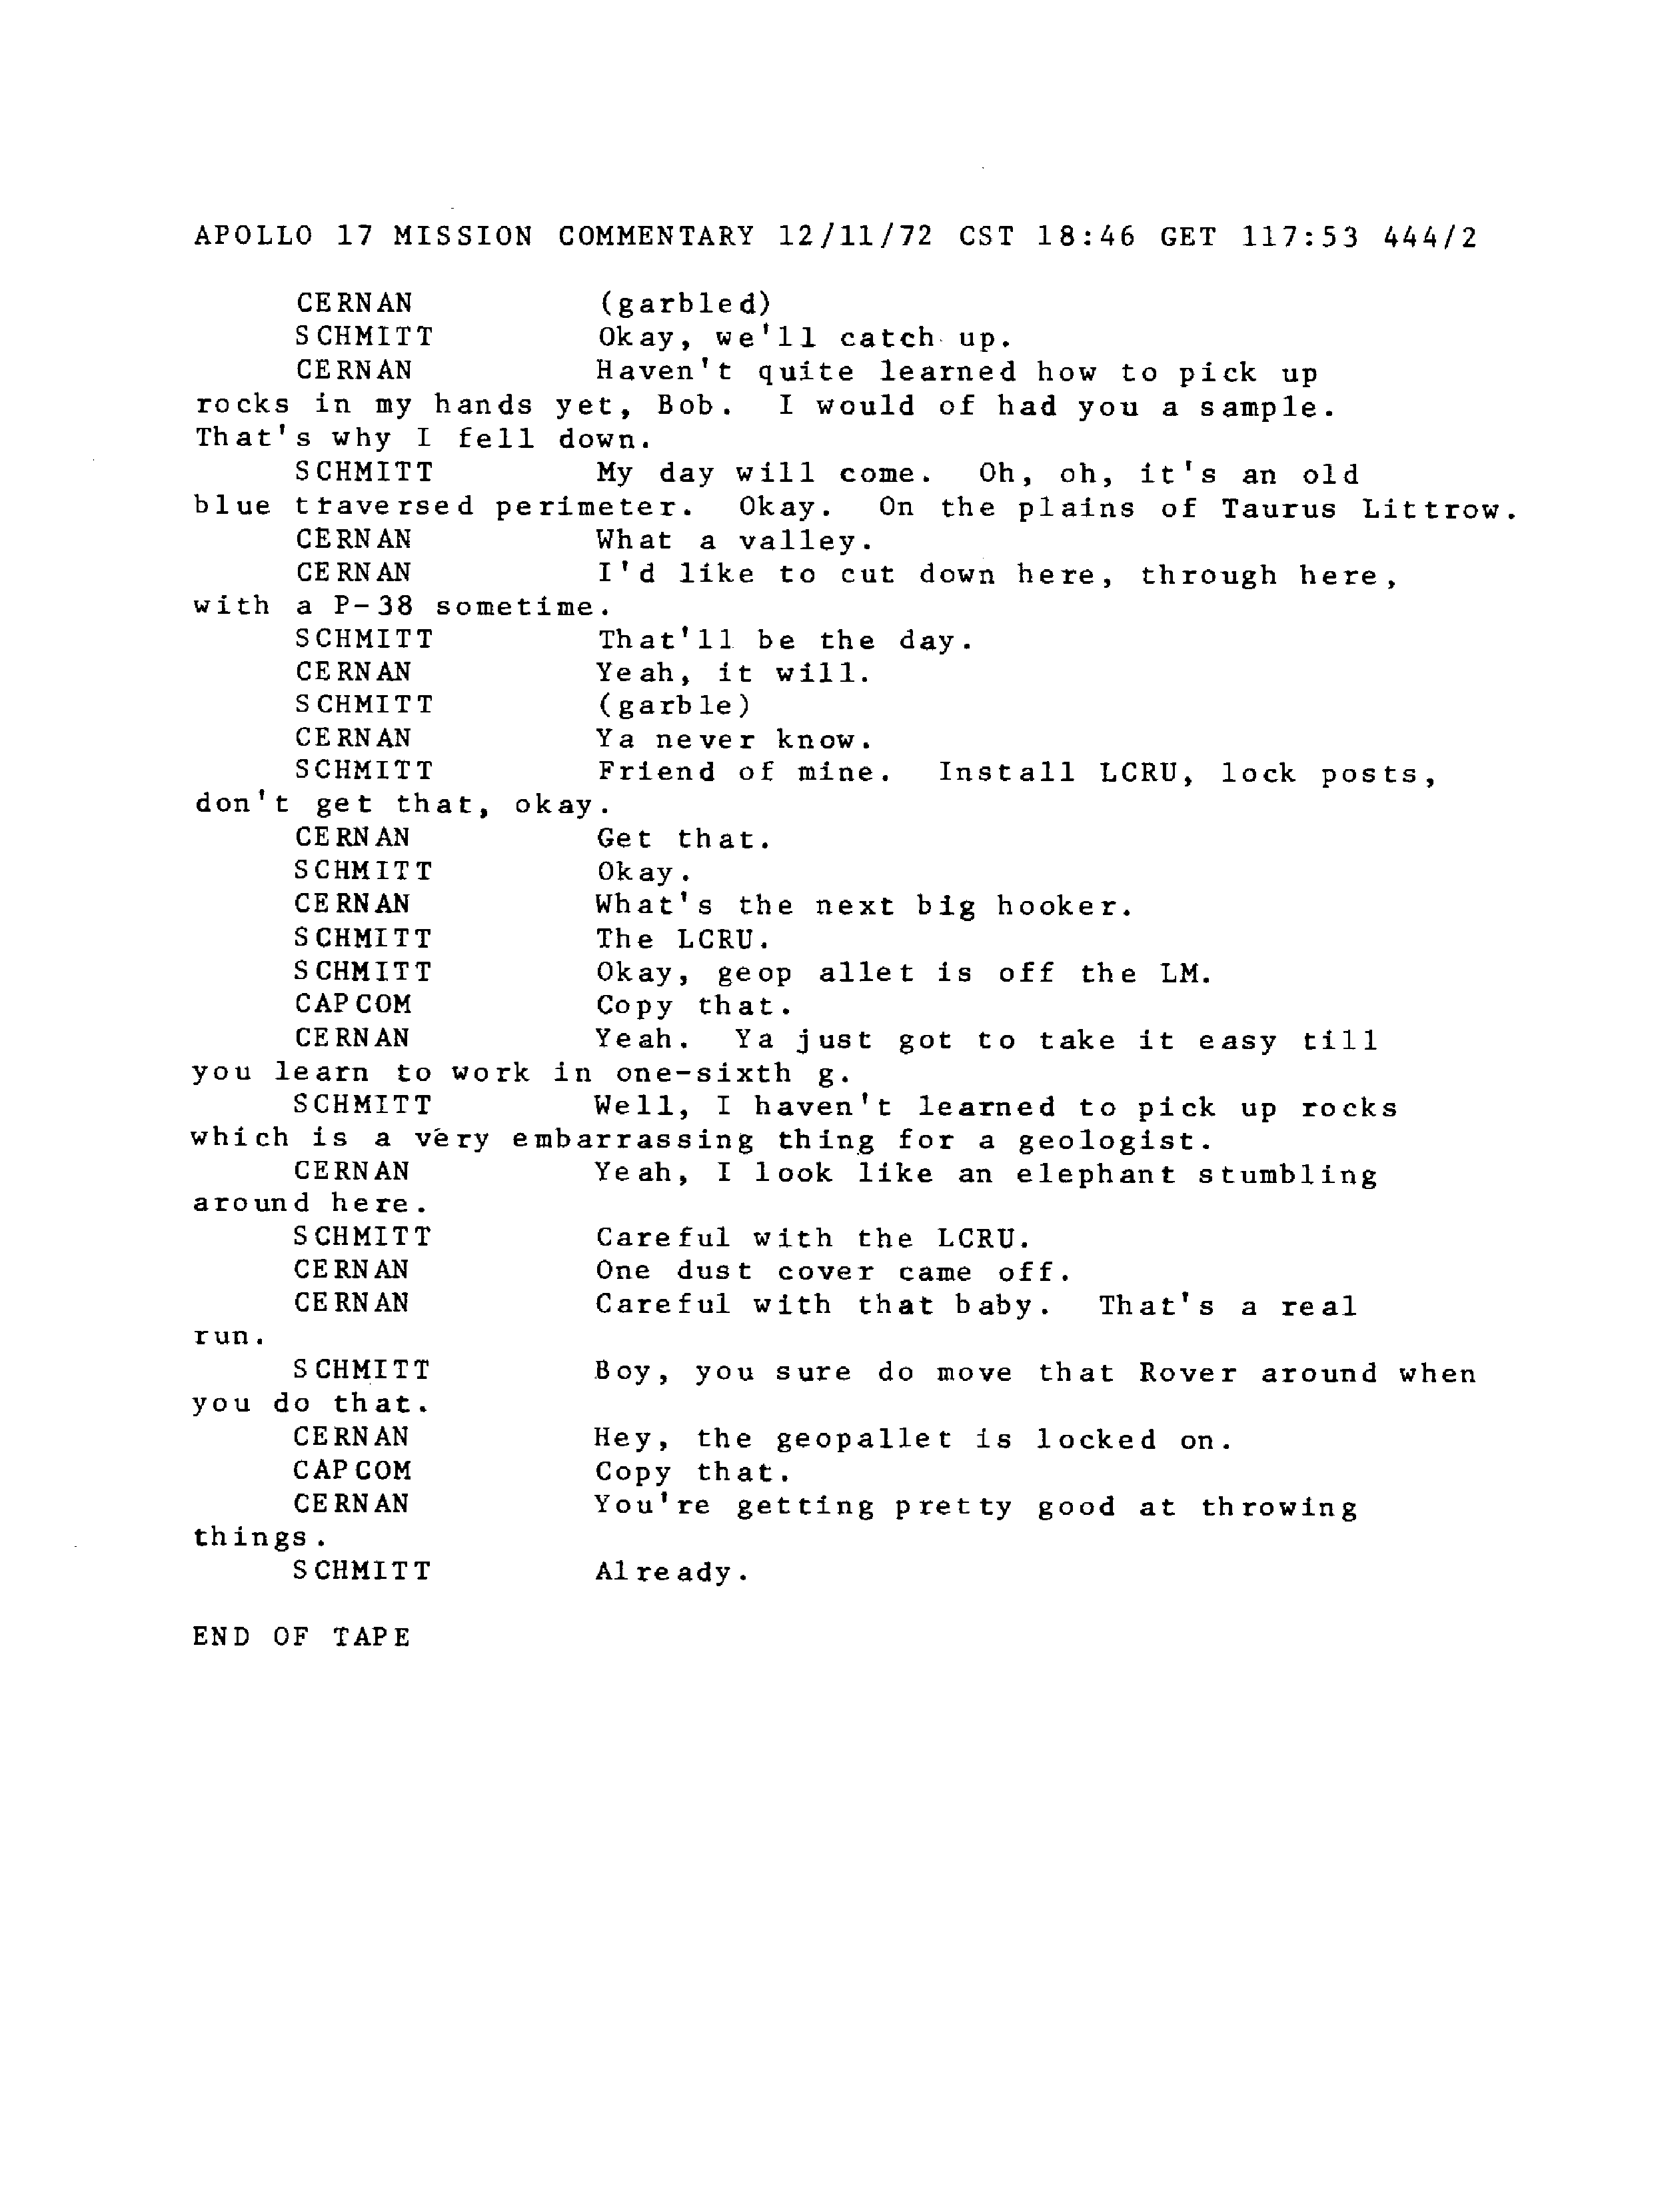 APOLLO 17 MISSION COMMENTARY 12/11/72 CST 18:46 GET 117:53 444/2
CERNAN (garbled)
SCHMITT Okay, we'll catch up.
CERNAN Haven't quite learned how to pick up
rocks in my hands yet, Bob. I would of had you a sample.
That's why I fell down.
SCHMITT My day will come. Oh, oh, it's an old
blue traversed perimeter. Okay. On the plains of Taurus Littrow.
CERNAN What a valley.
CERNAN I'd like to cut down here, through here,
with a P-38 sometime.
SCHMITT That'll be the day.
CERNAN Yeah, it will.
SCHMITT (garble)
CERNAN Ya never know.
SCHMITT Friend of mine. Install LCRU, lock posts,
don't get that, okay.
CERNAN Get that.
SCHMITT Okay.
CERNAN What's the next big hooker.
SCHMITT The LCRU.
SCHMITT Okay, geop allet is off the LM.
CAPCOM Copy that.
CERNAN Yeah. Ya just got to take it easy till
you learn to work in one-sixth g.
SCHMITT Well, I haven't learned to pick up rocks
which is a very embarrassing thing for a geologist.
CERNAN Yeah, I look like an elephant stumbling
around here.
SCHMITT Careful with the LCRU.
CERNAN One dust cover came off.
CERNAN Careful with that baby. That's a real
run.
SCHMITT Boy, you sure do move that Rover around when
you do that.
CERNAN Hey, the geopallet is locked on.
CAPCOM Copy that.
CERNAN You're getting pretty good at throwing
things.
SCHMITT Already.
END OF TAPE